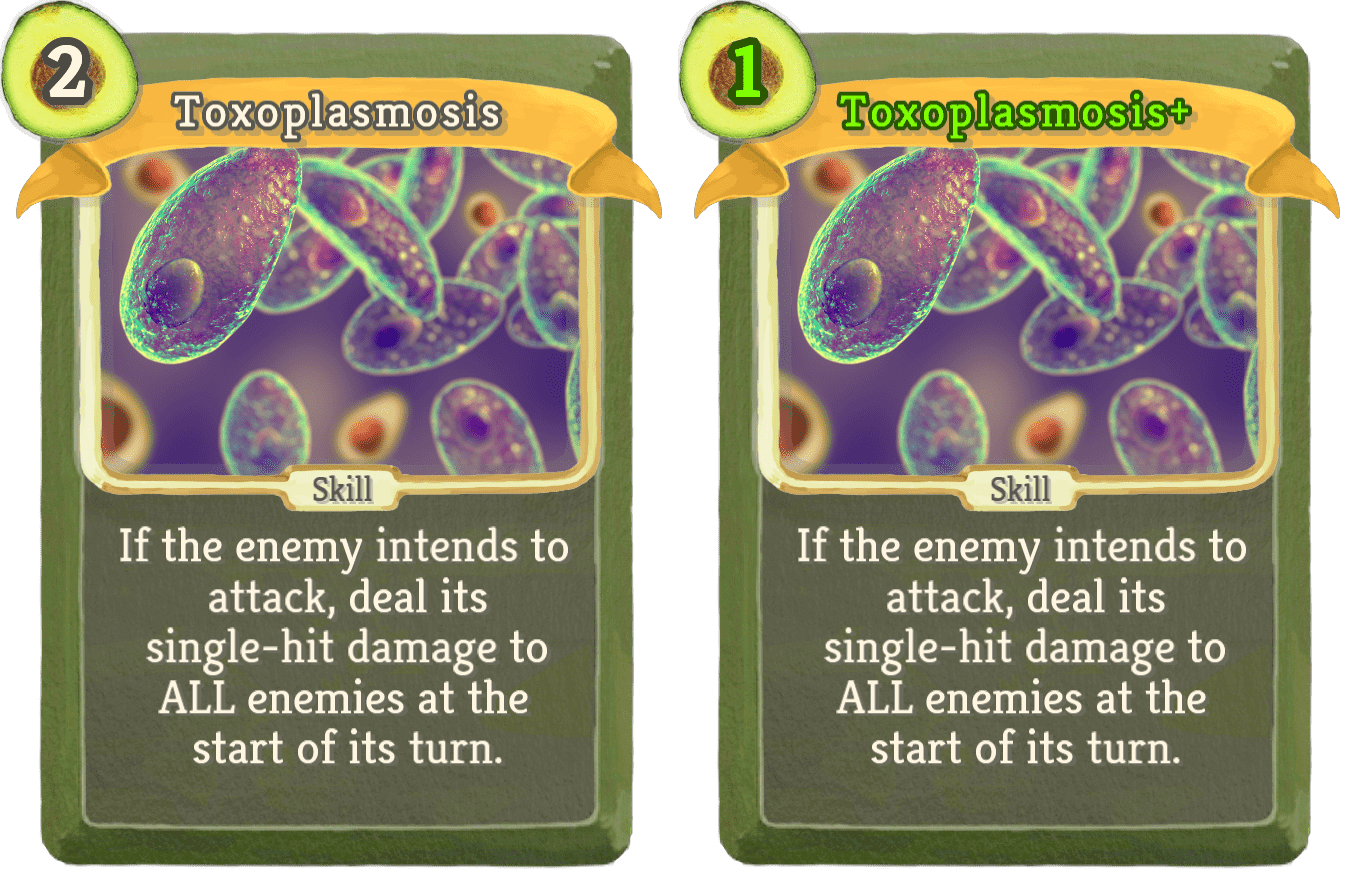 2
Toxoplasmosis
Skill
If the enemy intends to
attack, deal its
single-hit damage to
ALL enemies at the
start of its turn.
1
Toxoplasmosis+
Skill
If the enemy intends to
attack, deal its
single-hit damage to
ALL enemies at the
start of its turn.